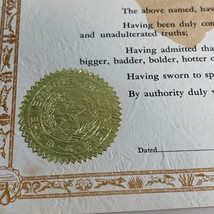 The above named, hav
Having been duly con
and unadulterated truths;
Having admitted tha
bigger, badder, bolder, hotter o
Having sworn to sp
By authority duly v
Dated